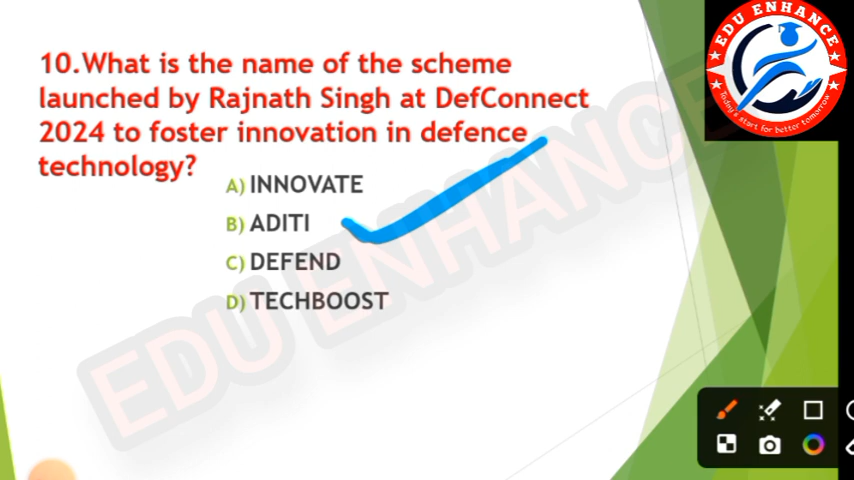 10.What is the name of the scheme
launched by Rajnath Singh at DefConnect
2024 to foster innovation in defence
technology?
A) INNOVATE
B) ADITI
C) DEFEND
D) TECHBOOST
EDU ENHANCE
EDU ENHANCE
Today's start for better tomorrow